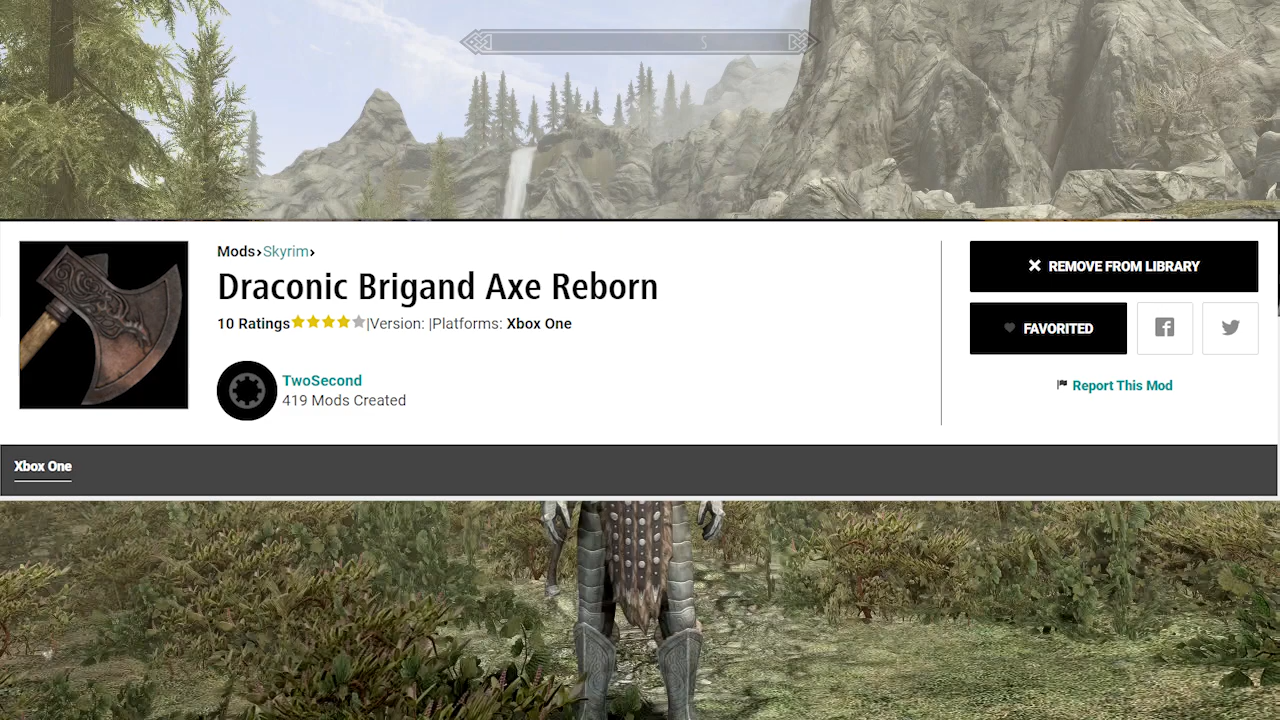 S
Mods›Skyrim›
Draconic Brigand Axe Reborn
10 Ratings|Version: |Platforms: Xbox One
TwoSecond
419 Mods Created
✕ REMOVE FROM LIBRARY
FAVORITED
Report This Mod
Xbox One